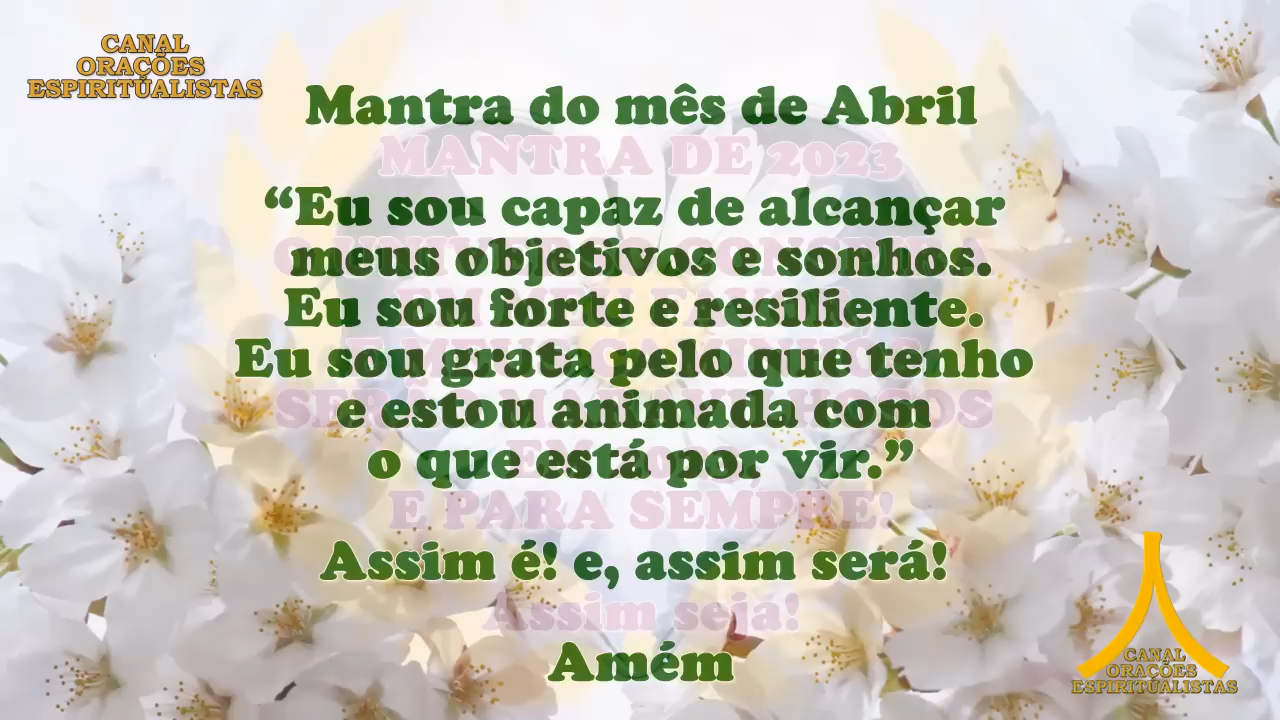 CANAL
ORAÇÕES
ESPIRITUALISTAS
Mantra do mês de Abril
MANTRA DE 2023
“Eu sou capaz de alcançar
meus objetivos e sonhos.
Eu sou forte e resiliente.
Eu sou grata pelo que tenho
e estou animada com
o que está por vir.”
E PARA SEMPRE!
Assim é! e, assim será!
Assim seja!
Amém
CANAL
ORAÇÕES
ESPIRITUALISTAS